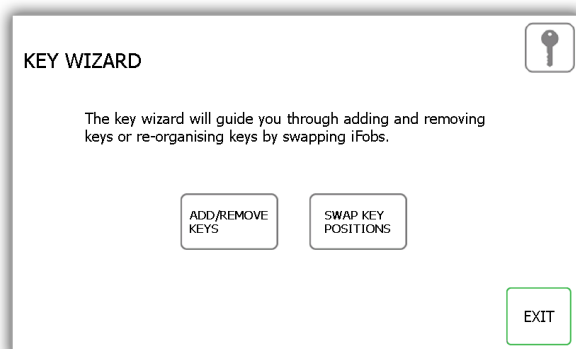 KEY WIZARD
The key wizard will guide you through adding and removing
keys or re-organising keys by swapping iFobs.
ADD/REMOVE
KEYS
SWAP KEY
POSITIONS
EXIT